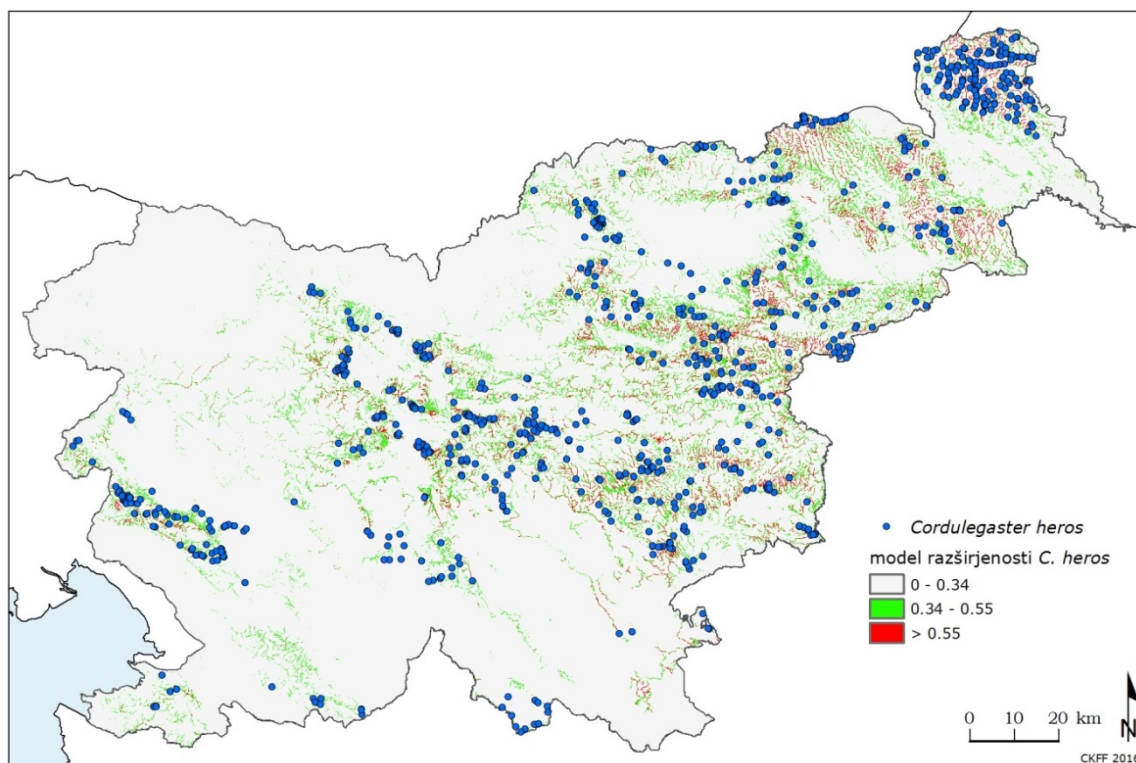 Cordulegaster heros
model razširjenosti C. heros
0 - 0.34
0.34 - 0.55
> 0.55
0 10 20 km
N
CKFF 2016